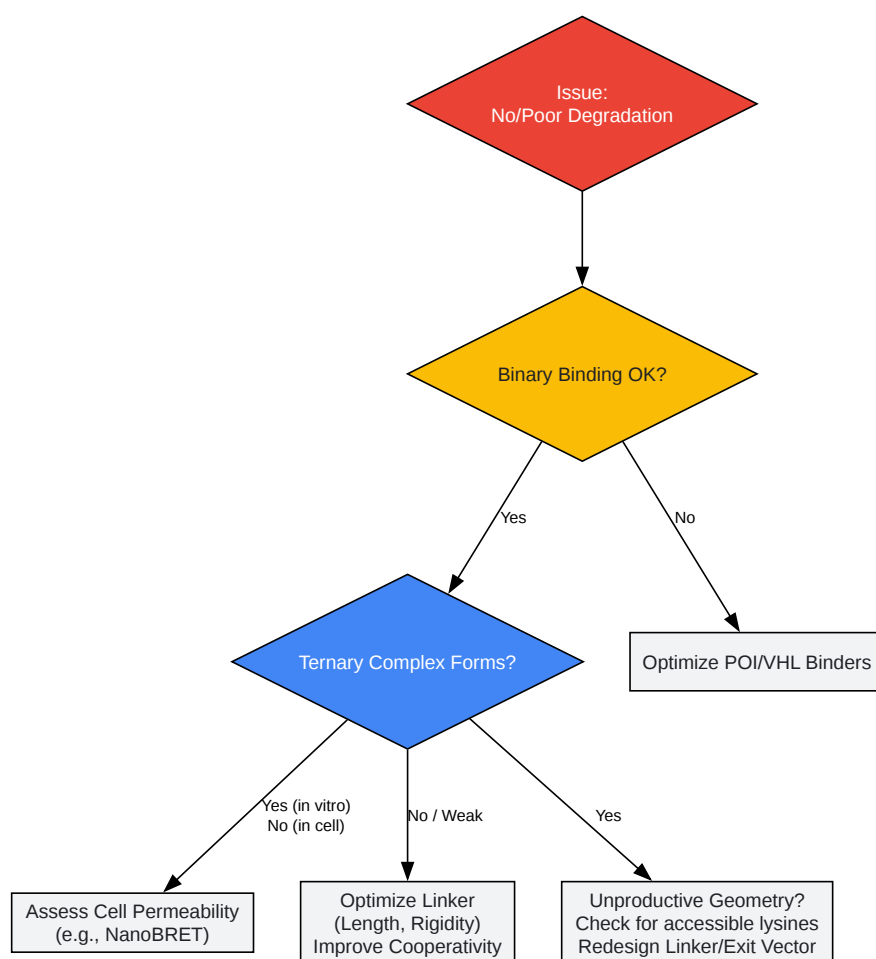 Issue:
No/Poor Degradation
Binary Binding OK?
Yes
No
Ternary Complex Forms?
Optimize POI/VHL Binders
Yes (in vitro)
No (in cell)
No / Weak
Yes
Assess Cell Permeability
(e.g., NanoBRET)
Optimize Linker
(Length, Rigidity)
Improve Cooperativity
Unproductive Geometry?
Check for accessible lysines
Redesign Linker/Exit Vector